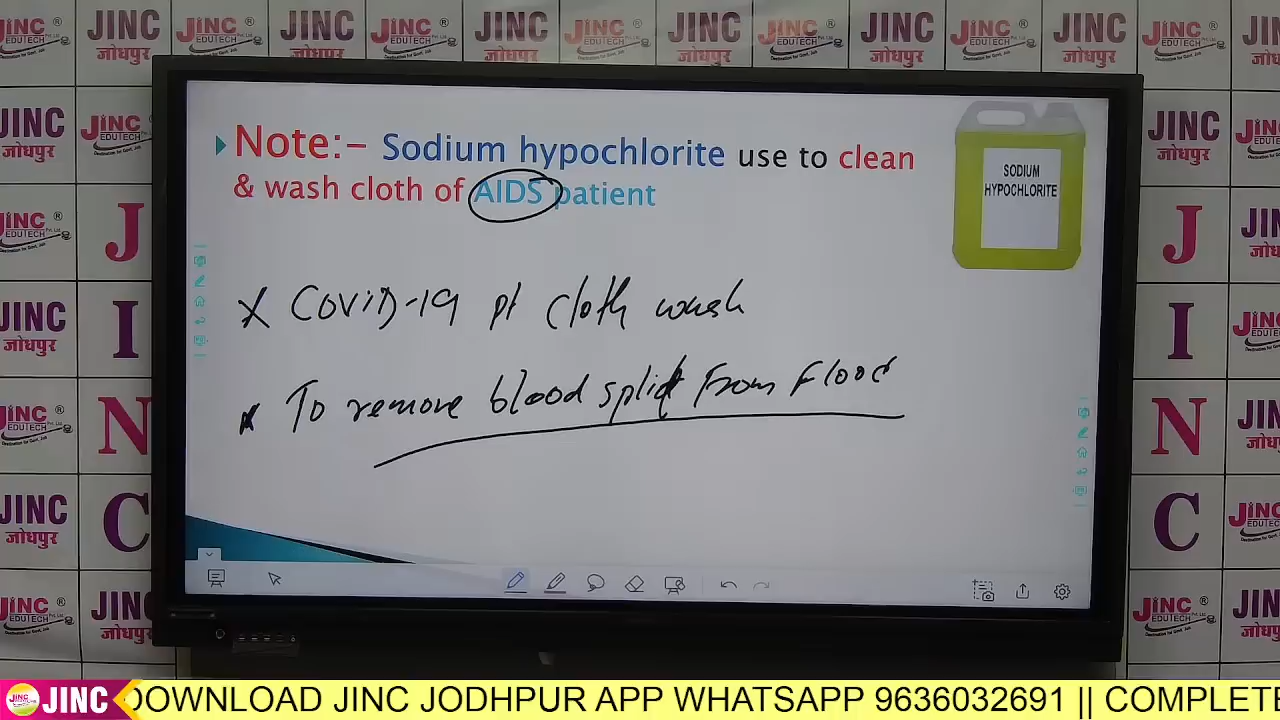 Note:- Sodium hypochlorite use to clean
& wash cloth of AIDS patient
SODIUM
HYPOCHLORITE
COVID-19 pt cloth wash
To remove blood split from Flood
JINC
जोधपुर
JINC
EDUTECH
J
I
N
C
JINC
DOWNLOAD JINC JODHPUR APP WHATSAPP 9636032691 || COMPLETE